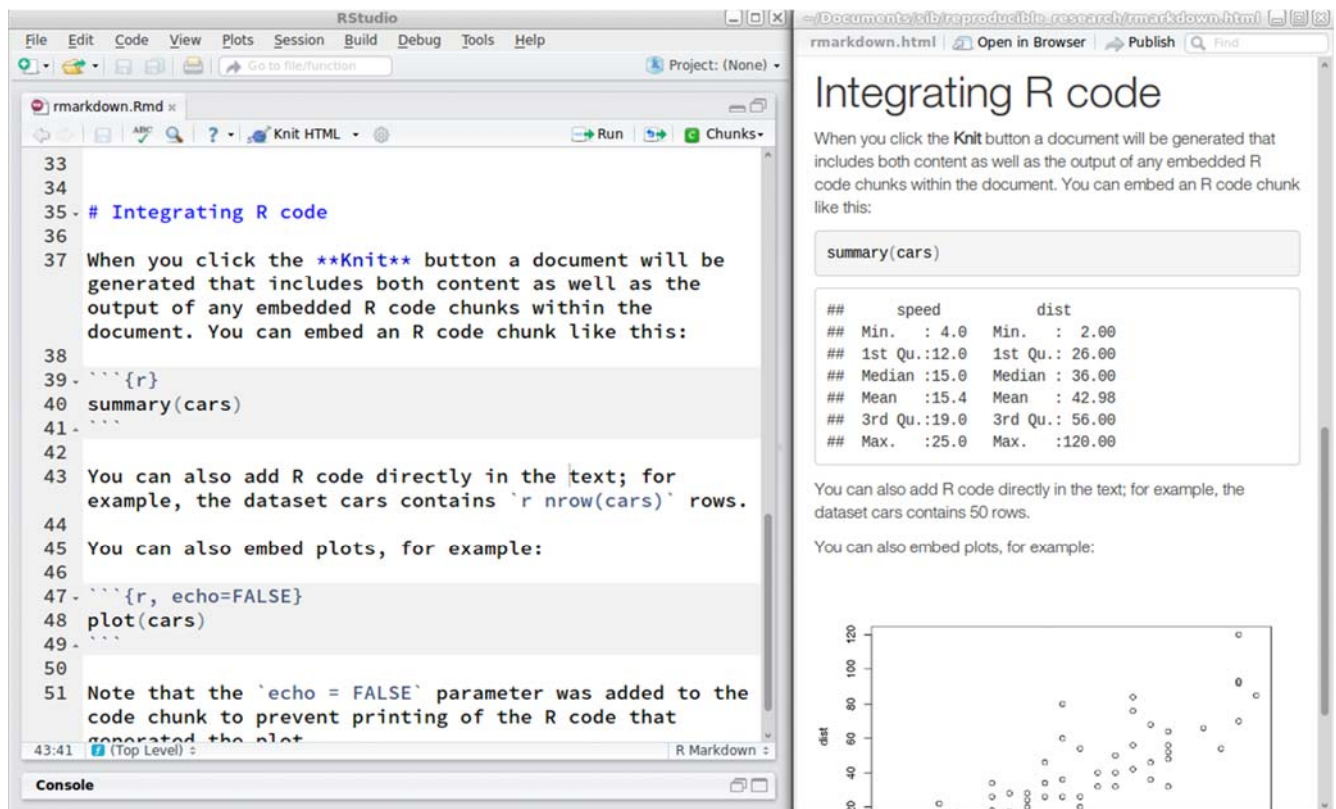 RStudio
File Edit Code View Plots Session Build Debug Tools Help
Go to file/function
Project: (None)
rmarkdown.Rmd ×
ABC ? Knit HTML Run C Chunks
33
34
35 # Integrating R code
36
37 When you click the **Knit** button a document will be
generated that includes both content as well as the
output of any embedded R code chunks within the
document. You can embed an R code chunk like this:
38
39 ```{r}
40 summary(cars)
41 ```
42
43 You can also add R code directly in the text; for
example, the dataset cars contains `r nrow(cars)` rows.
44
45 You can also embed plots, for example:
46
47 ```{r, echo=FALSE}
48 plot(cars)
49 ```
50
51 Note that the `echo = FALSE` parameter was added to the
code chunk to prevent printing of the R code that
generated the plot
43:41 (Top Level) R Markdown
Console
~/Documents/sib/reproducible_research/rmarkdown.html
rmarkdown.html Open in Browser Publish Find
Integrating R code
When you click the Knit button a document will be generated that
includes both content as well as the output of any embedded R
code chunks within the document. You can embed an R code chunk
like this:
summary(cars)
## speed dist
## Min. : 4.0 Min. : 2.00
## 1st Qu.:12.0 1st Qu.: 26.00
## Median :15.0 Median : 36.00
## Mean :15.4 Mean : 42.98
## 3rd Qu.:19.0 3rd Qu.: 56.00
## Max. :25.0 Max. :120.00
You can also add R code directly in the text; for example, the
dataset cars contains 50 rows.
You can also embed plots, for example:
120
100
80
60
dist
40
20